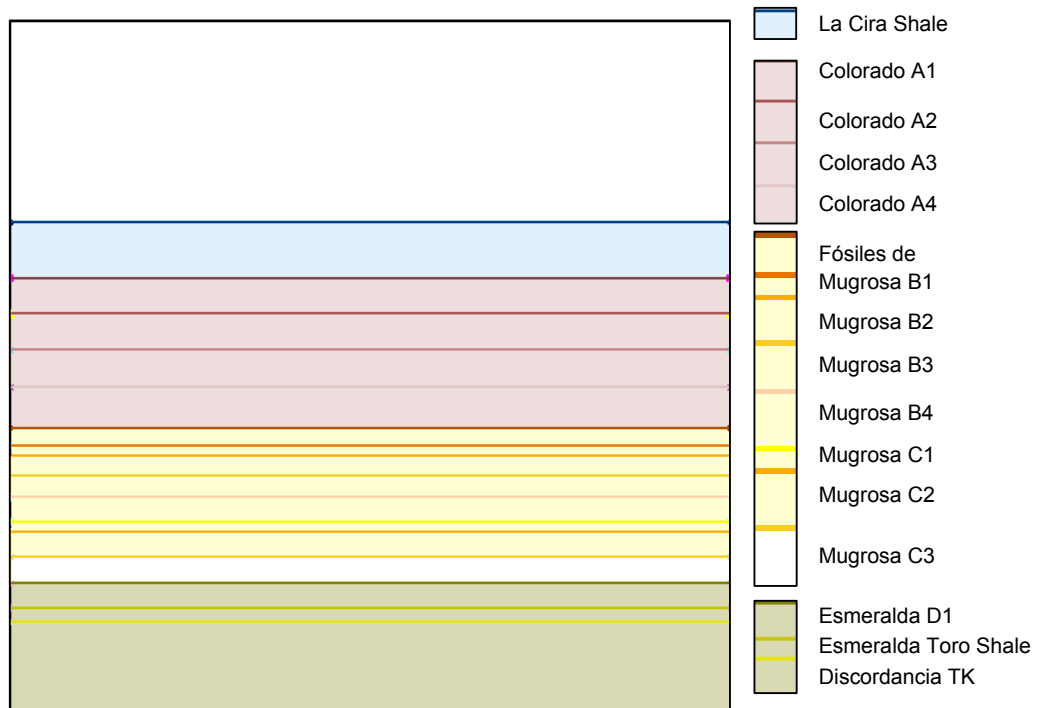 La Cira Shale
Colorado A1
Colorado A2
Colorado A3
Colorado A4
Fósiles de
Mugrosa B1
Mugrosa B2
Mugrosa B3
Mugrosa B4
Mugrosa C1
Mugrosa C2
Mugrosa C3
Esmeralda D1
Esmeralda Toro Shale
Discordancia TK